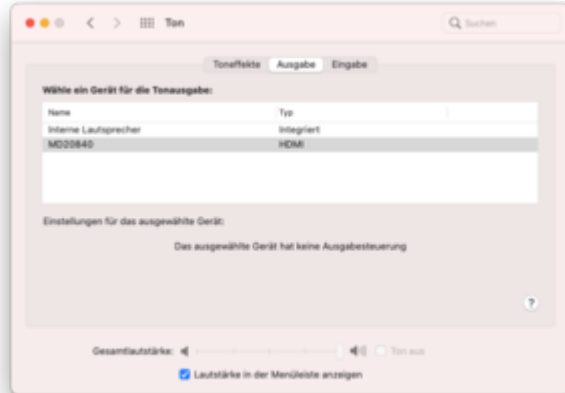 Ton
Suchen
Toneffekte Ausgabe Eingabe
Wähle ein Gerät für die Tonausgabe:
Name Typ
Interne Lautsprecher Integriert
MD20840 HDMI
Einstellungen für das ausgewählte Gerät:
Das ausgewählte Gerät hat keine Ausgabesteuerung
?
Gesamtlautstärke: Ton aus
Lautstärke in der Menüleiste anzeigen